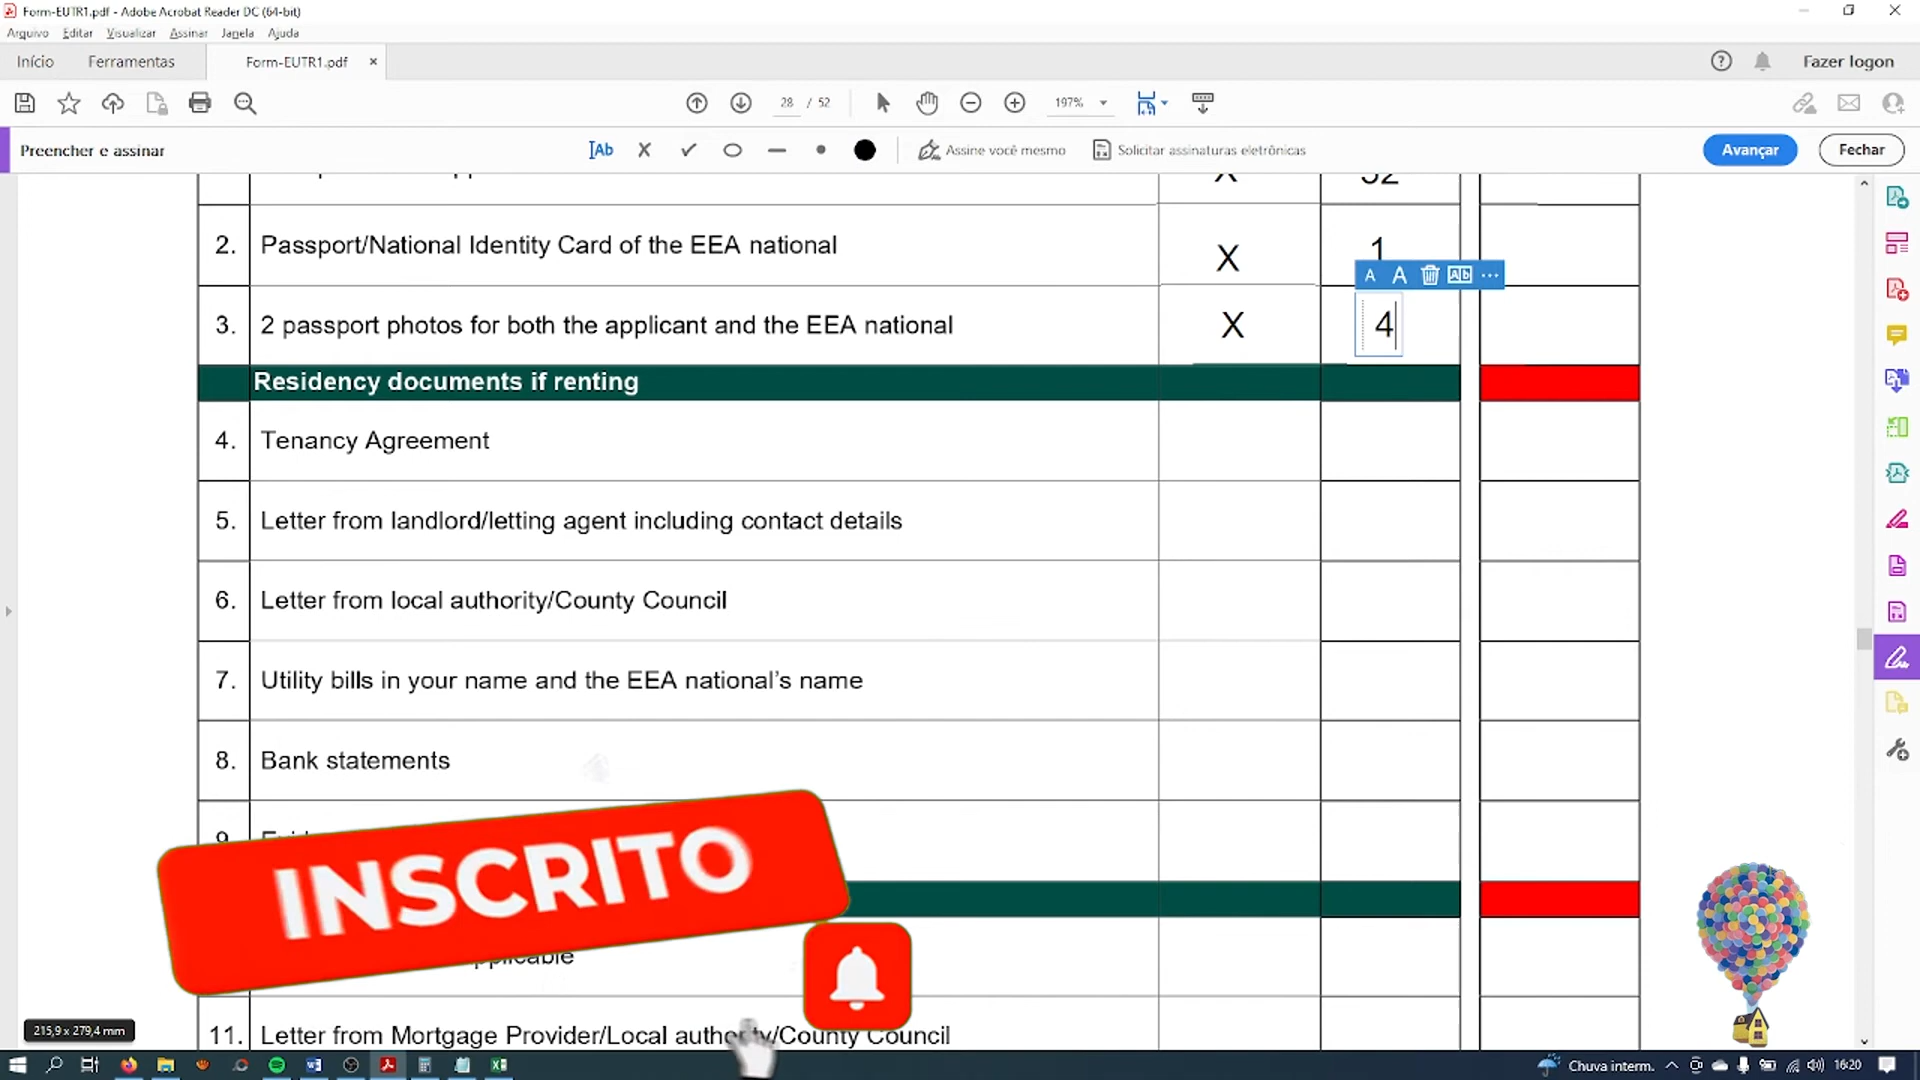 Form-EUTR1.pdf - Adobe Acrobat Reader DC (64-bit)
Arquivo Editar Visualizar Assinar Janela Ajuda
Início Ferramentas Form-EUTR1.pdf × Fazer logon
28 / 52 197%
Preencher e assinar Ab Assine você mesmo Solicitar assinaturas eletrônicas Avançar Fechar
2. Passport/National Identity Card of the EEA national X 1
A A Ab ...
3. 2 passport photos for both the applicant and the EEA national X 4
Residency documents if renting
4. Tenancy Agreement
5. Letter from landlord/letting agent including contact details
6. Letter from local authority/County Council
7. Utility bills in your name and the EEA national's name
8. Bank statements
9.
INSCRITO
11. Letter from Mortgage Provider/Local authority/County Council
215,9 x 279,4 mm
Chuva interm. 16:20